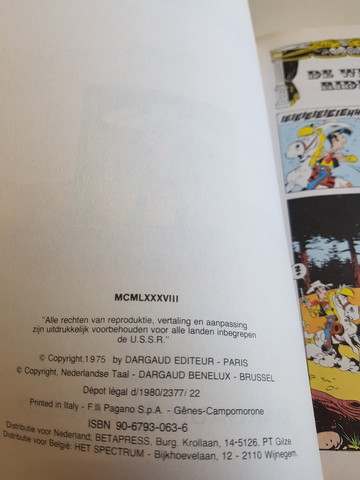 MCMLXXXVIII
"Alle rechten van reproduktie, vertaling en aanpassing
zijn uitdrukkelijk voorbehouden voor alle landen inbegrepen
de U.S.S.R."
© Copyright.1975 by DARGAUD EDITEUR - PARIS
© Copyright, Nederlandse Taal - DARGAUD BENELUX - BRUSSEL
Dépôt légal d/1980/2377/ 22
Printed in Italy - F.lli Pagano S.p.A. - Gênes-Campomorone
ISBN 90-6793-063-6
Distributie voor Nederland; BETAPRESS, Burg. Krollaan, 14-5126, PT Gilze.
Distributie voor België: HET SPECTRUM - Bijkhoevelaan, 12 - 2110 Wijnegem.
DE